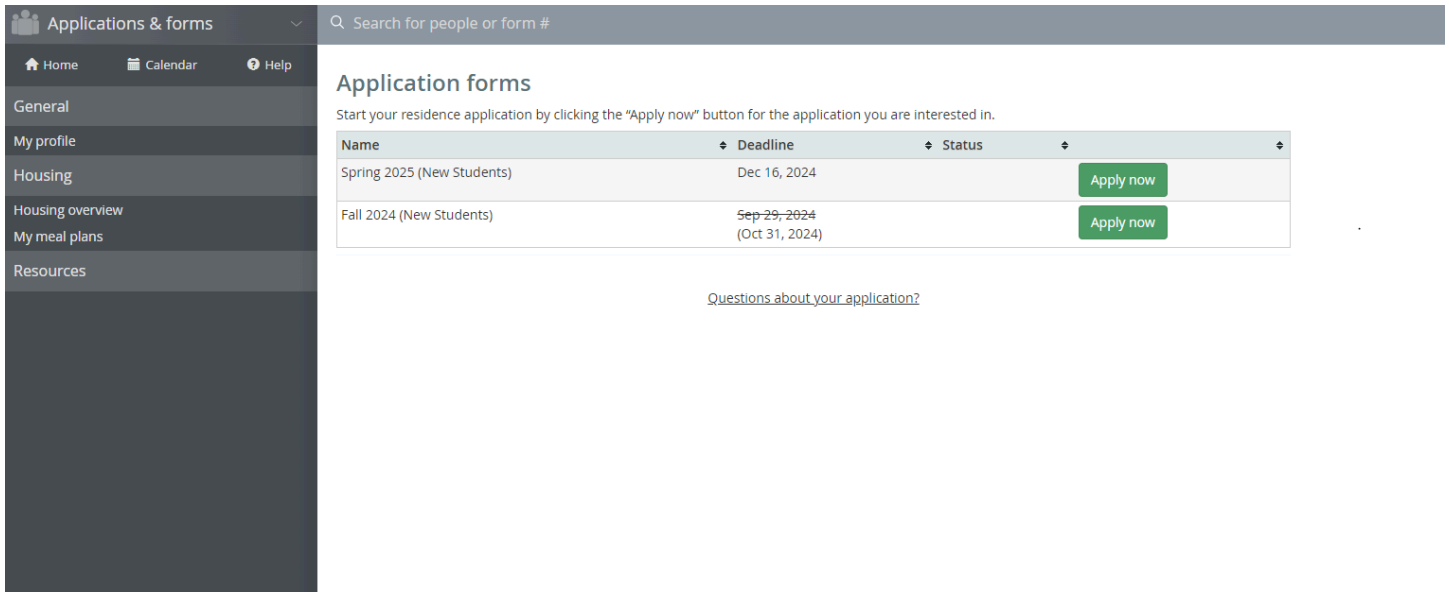 Applications & forms
Search for people or form #
Home Calendar Help
General
My profile
Housing
Housing overview
My meal plans
Resources
Application forms
Start your residence application by clicking the “Apply now” button for the application you are interested in.
Name Deadline Status
Spring 2025 (New Students) Dec 16, 2024 Apply now
Fall 2024 (New Students) Sep 29, 2024 Apply now
(Oct 31, 2024)
.
Questions about your application?